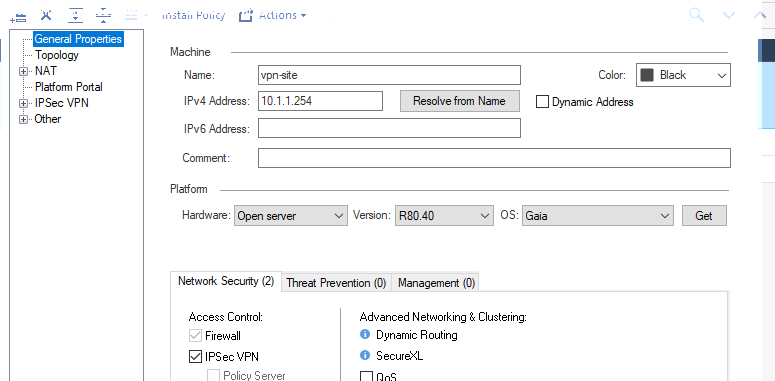 Install Policy Actions
General Properties
Topology
NAT
Platform Portal
IPSec VPN
Other
Machine
Name: vpn-site Color: Black
IPv4 Address: 10.1.1.254 Resolve from Name Dynamic Address
IPv6 Address:
Comment:
Platform
Hardware: Open server Version: R80.40 OS: Gaia Get
Network Security (2) Threat Prevention (0) Management (0)
Access Control: Advanced Networking & Clustering:
Firewall Dynamic Routing
IPSec VPN SecureXL
Policy Server QoS